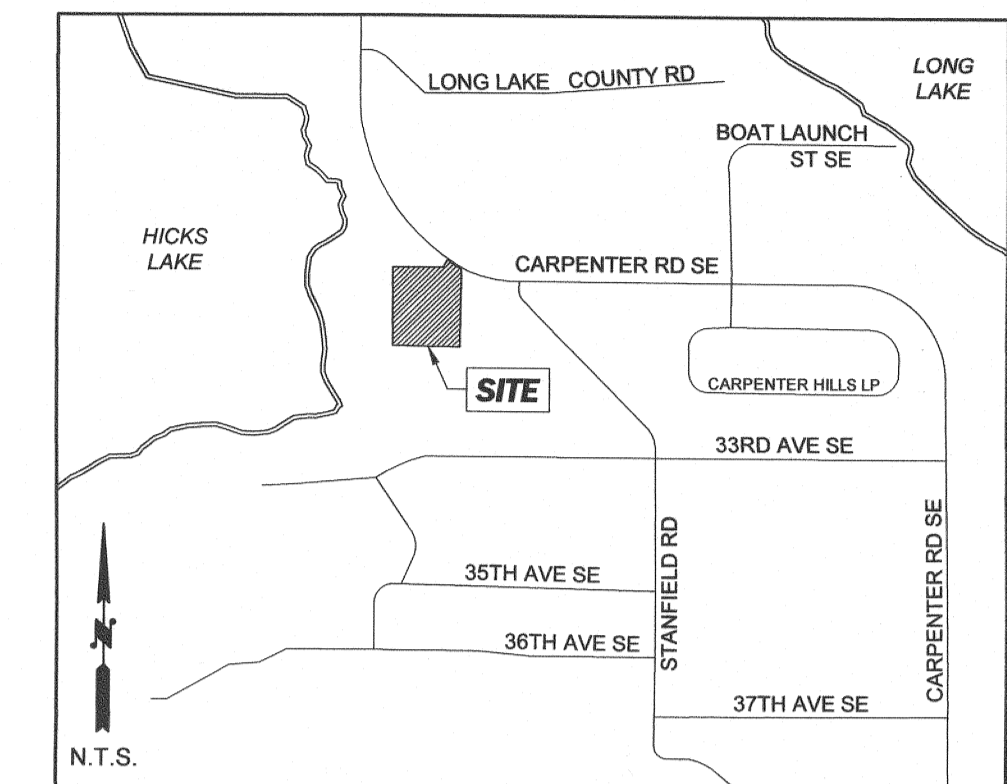 LONG
LAKE
LONG LAKE COUNTY RD
BOAT LAUNCH
ST SE
HICKS
LAKE
CARPENTER RD SE
SITE
CARPENTER HILLS LP
33RD AVE SE
STANFIELD RD
CARPENTER RD SE
35TH AVE SE
36TH AVE SE
37TH AVE SE
N
N.T.S.